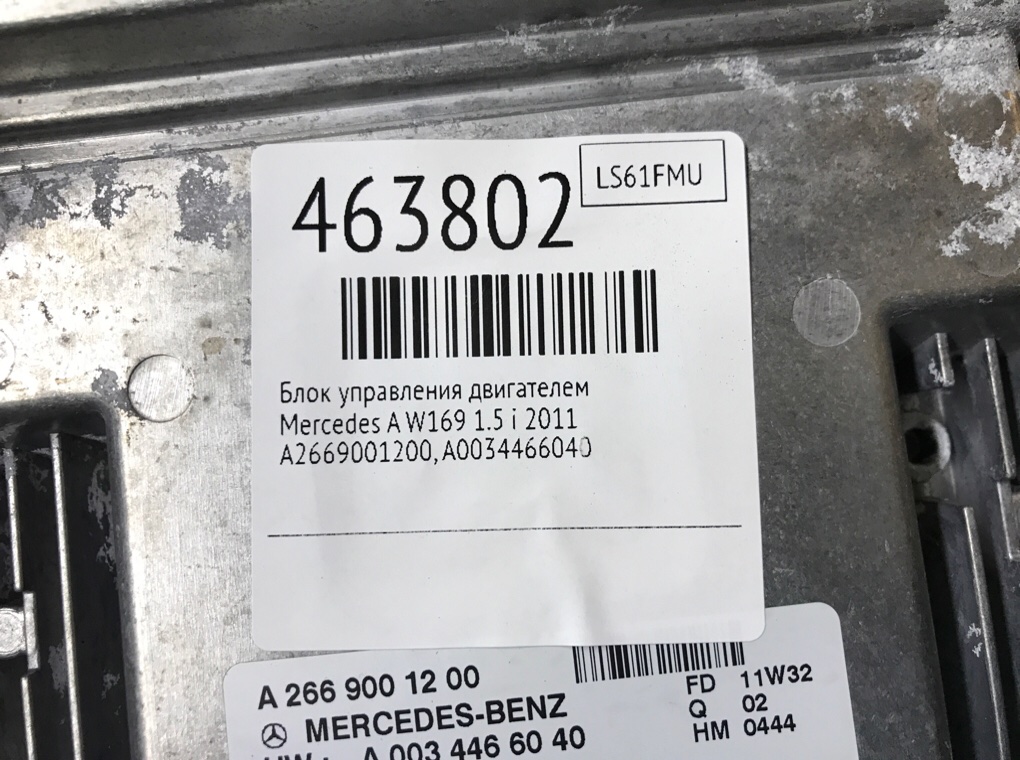 463802
LS61FMU
Блок управления двигателем
Mercedes A W169 1.5 i 2011
A2669001200, A0034466040
A 266 900 12 00
MERCEDES-BENZ
HW : A 003 446 60 40
FD 11W32
Q 02
HM 0444